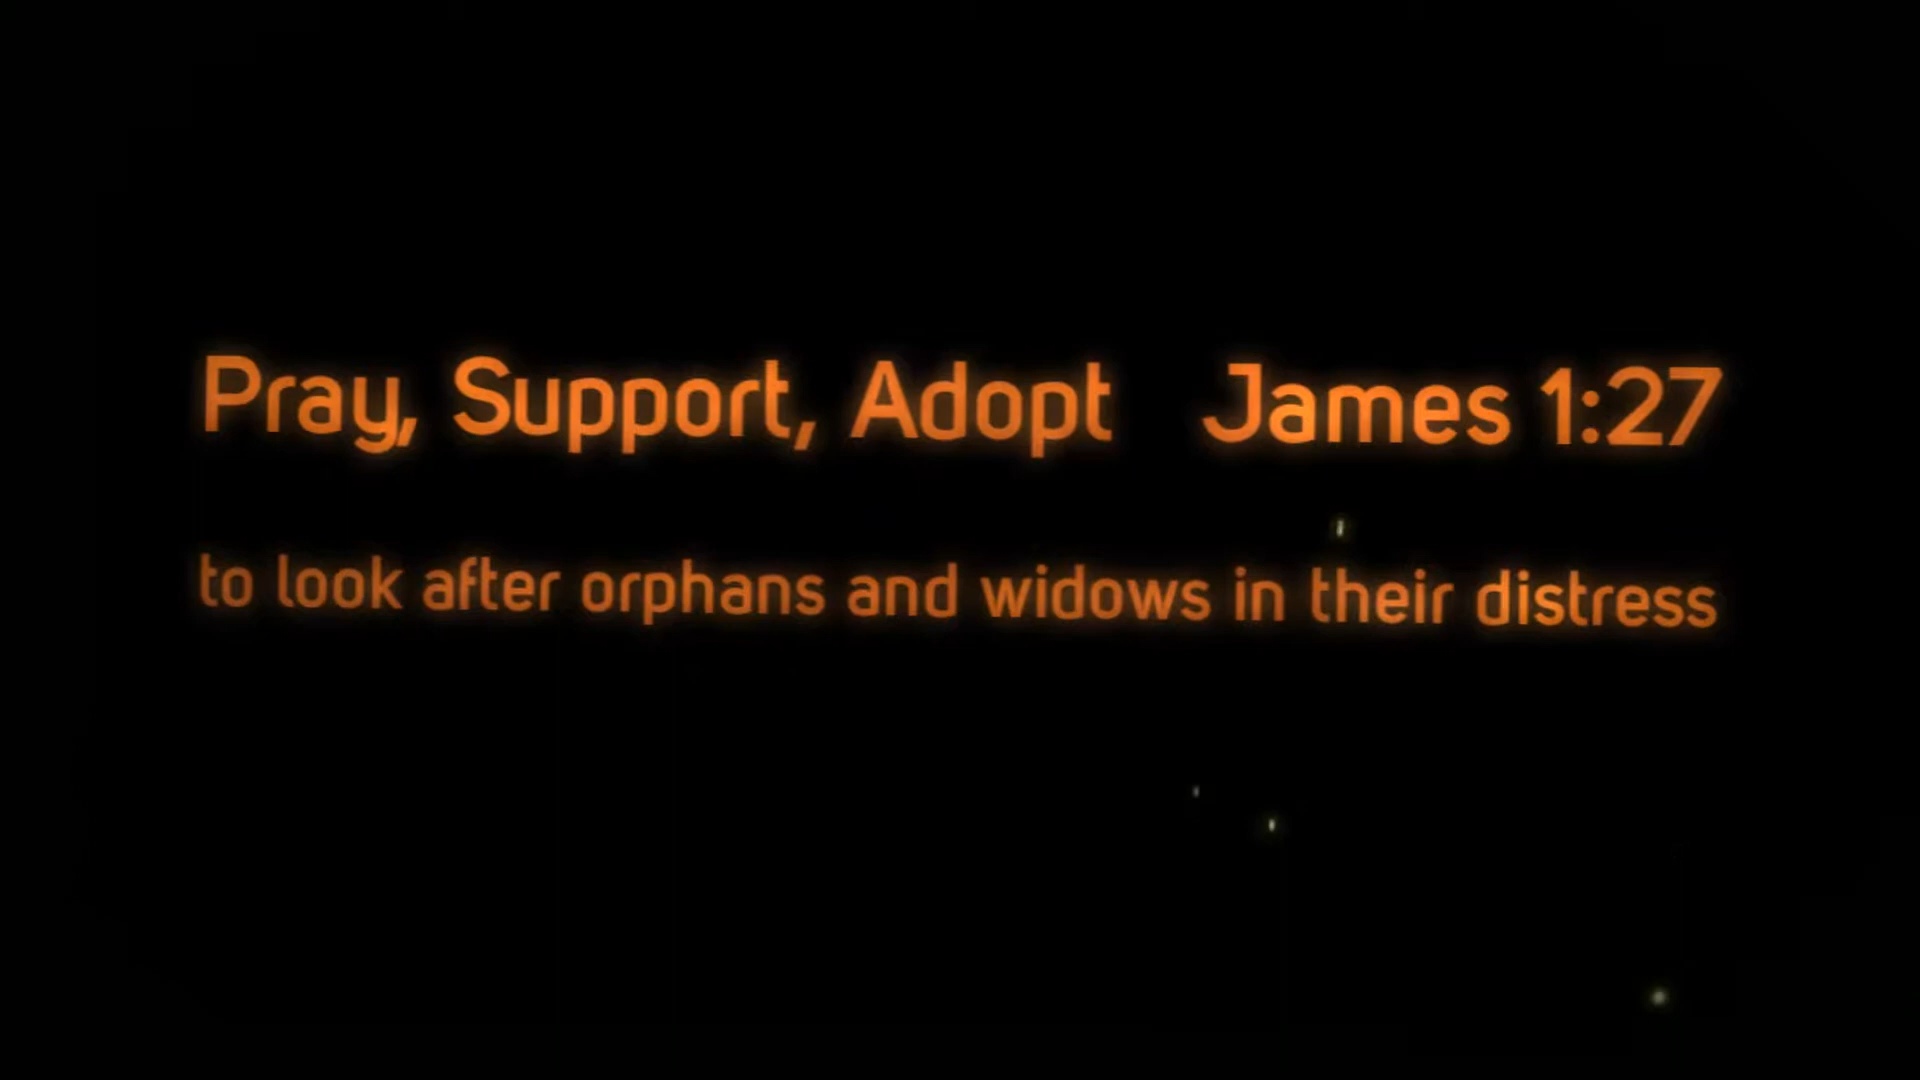 Pray, Support, Adopt James 1:27
to look after orphans and widows in their distress